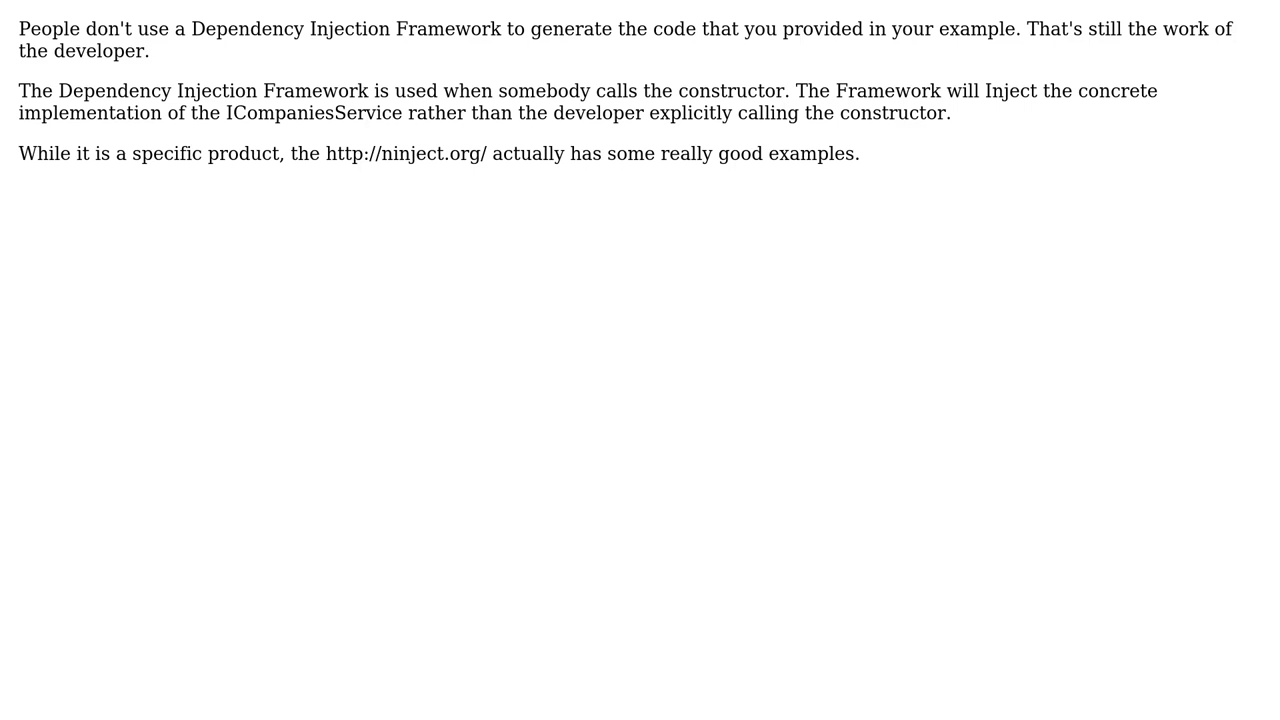 People don't use a Dependency Injection Framework to generate the code that you provided in your example. That's still the work of
the developer.
The Dependency Injection Framework is used when somebody calls the constructor. The Framework will Inject the concrete
implementation of the ICompaniesService rather than the developer explicitly calling the constructor.
While it is a specific product, the http://ninject.org/ actually has some really good examples.